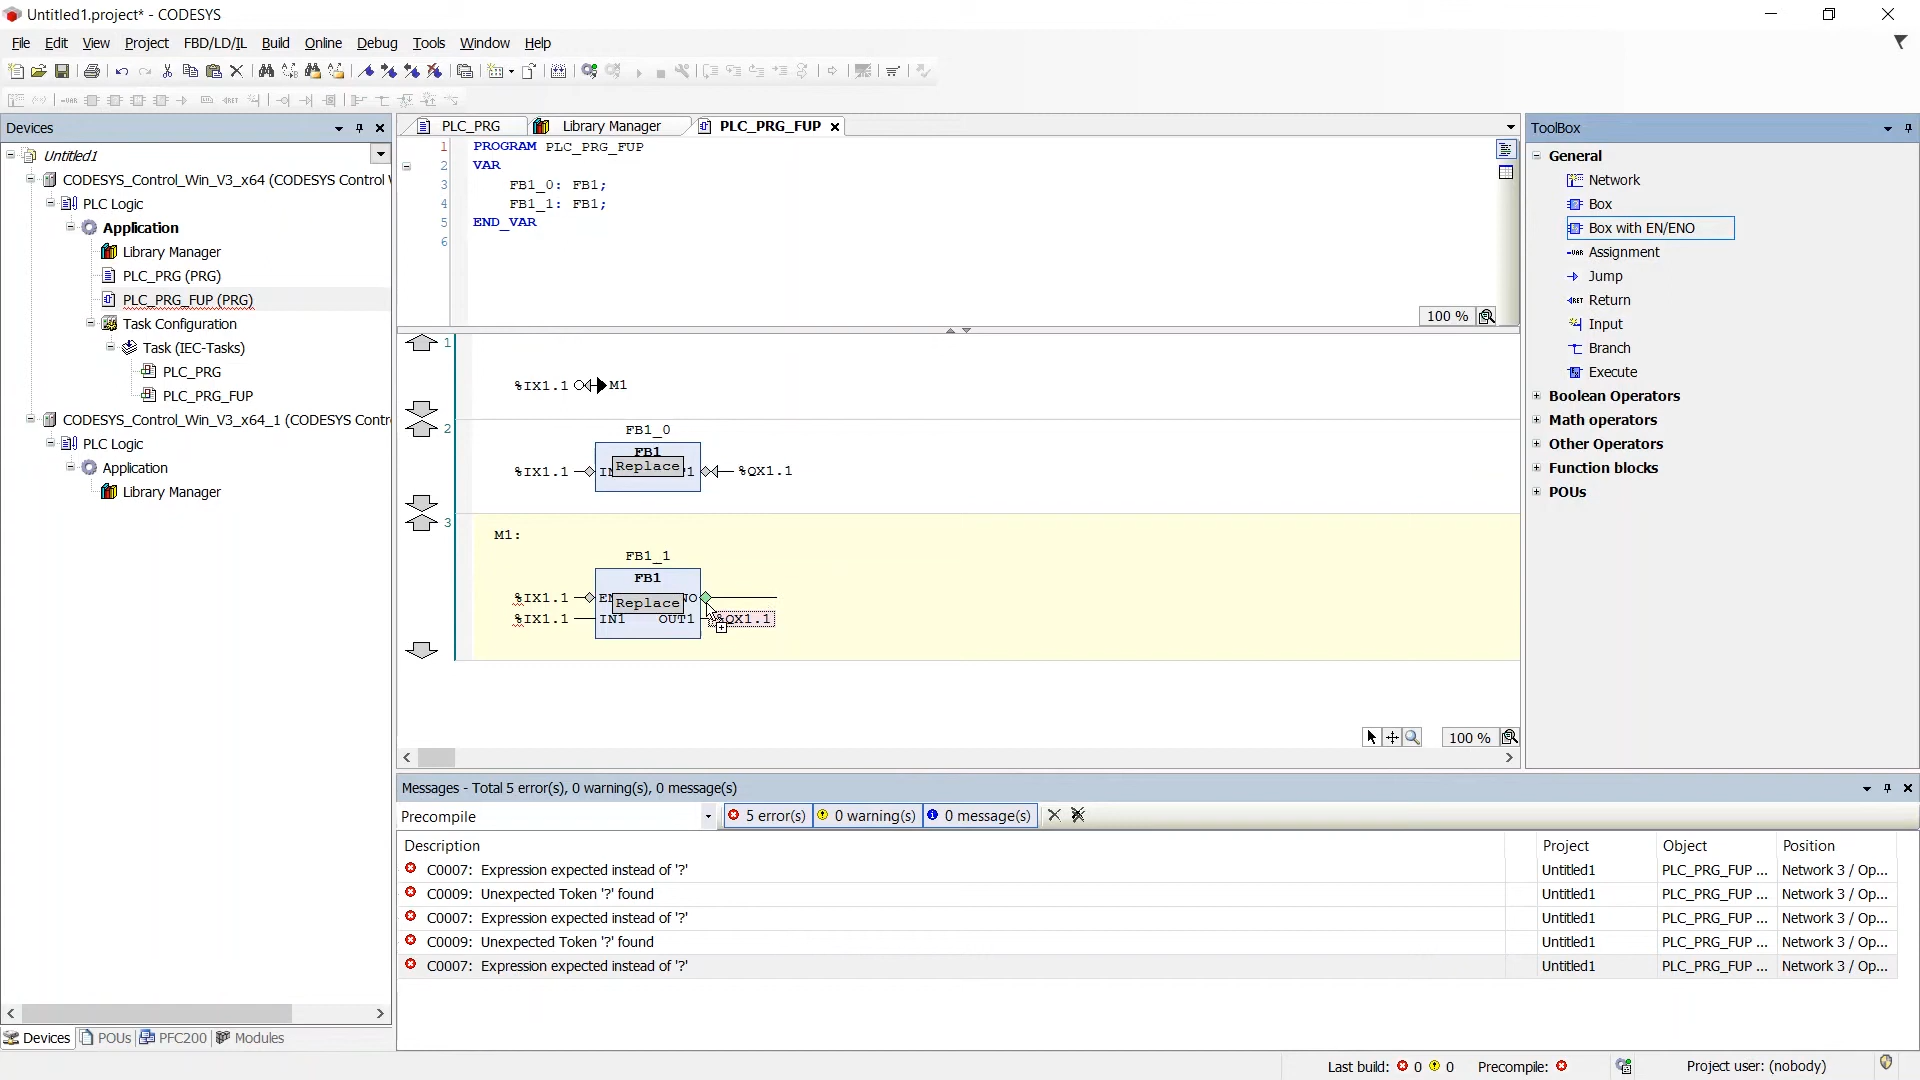 Untitled1.project* - CODESYS
File Edit View Project FBD/LD/IL Build Online Debug Tools Window Help
Devices
Untitled1
CODESYS_Control_Win_V3_x64 (CODESYS Control
PLC Logic
Application
Library Manager
PLC_PRG (PRG)
PLC_PRG_FUP (PRG)
Task Configuration
Task (IEC-Tasks)
PLC_PRG
PLC_PRG_FUP
CODESYS_Control_Win_V3_x64_1 (CODESYS Contr
PLC Logic
Application
Library Manager
Devices POUs PFC200 Modules
PLC_PRG Library Manager PLC_PRG_FUP
1 PROGRAM PLC_PRG_FUP
2 VAR
3 FB1_0: FB1;
4 FB1_1: FB1;
5 END_VAR
6
100 %
1
%IX1.1 M1
2
FB1_0
FB1
%IX1.1 Replace %QX1.1
3
M1:
FB1_1
FB1
%IX1.1 Replace
%IX1.1 IN1 OUT1 %QX1.1
100 %
ToolBox
General
Network
Box
Box with EN/ENO
Assignment
Jump
Return
Input
Branch
Execute
Boolean Operators
Math operators
Other Operators
Function blocks
POUs
Messages - Total 5 error(s), 0 warning(s), 0 message(s)
Precompile 5 error(s) 0 warning(s) 0 message(s)
Description Project Object Position
C0007: Expression expected instead of '?' Untitled1 PLC_PRG_FUP ... Network 3 / Op...
C0009: Unexpected Token '?' found Untitled1 PLC_PRG_FUP ... Network 3 / Op...
C0007: Expression expected instead of '?' Untitled1 PLC_PRG_FUP ... Network 3 / Op...
C0009: Unexpected Token '?' found Untitled1 PLC_PRG_FUP ... Network 3 / Op...
C0007: Expression expected instead of '?' Untitled1 PLC_PRG_FUP ... Network 3 / Op...
Last build: 0 0 Precompile: Project user: (nobody)